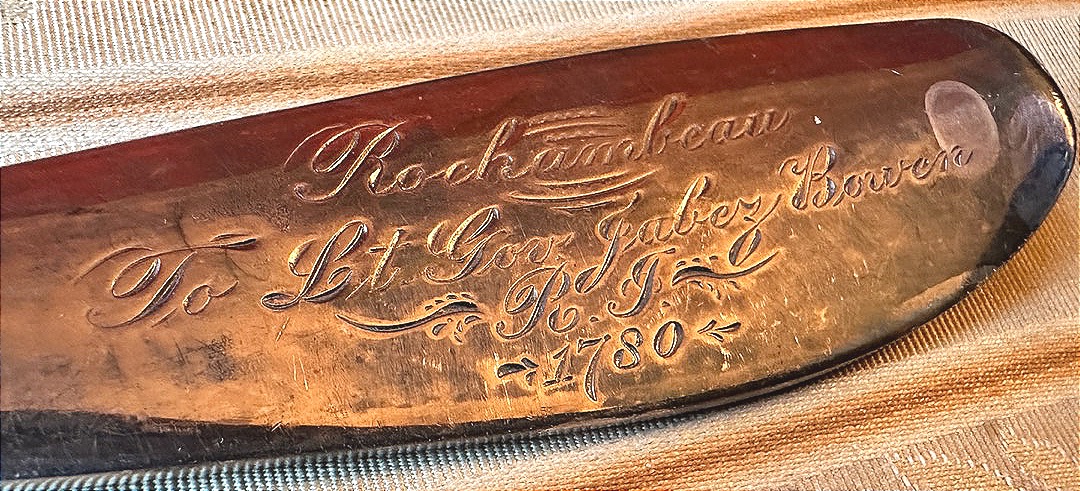 Rochambeau
To Lt Gov Jabez Bowen
R. I.
1780